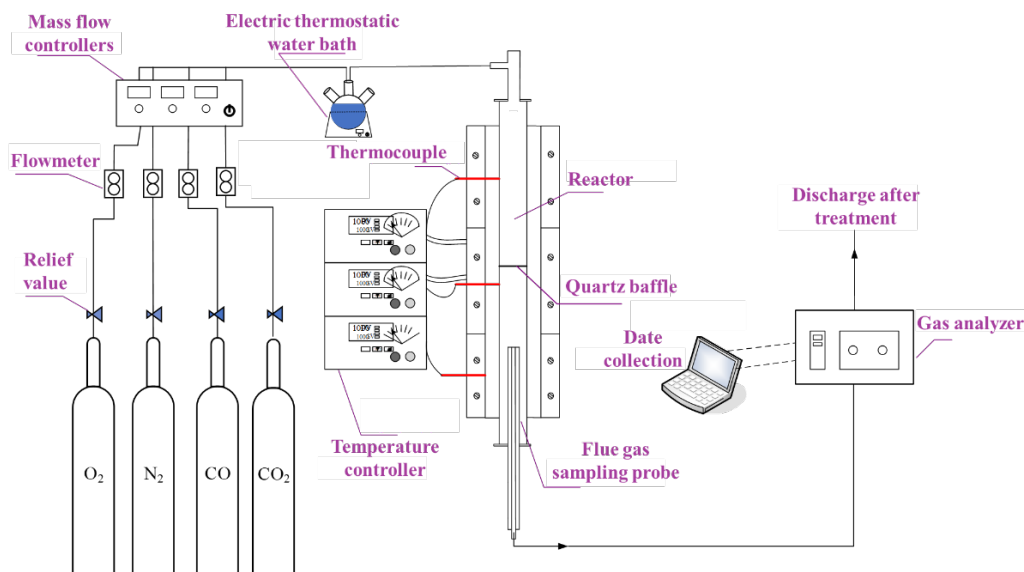 Mass flow
controllers
Electric thermostatic
water bath
Flowmeter
Thermocouple
Reactor
Discharge after
treatment
Relief
value
Quartz baffle
Gas analyzer
Date
collection
Temperature
controller
Flue gas
sampling probe
O₂
N₂
CO
CO₂